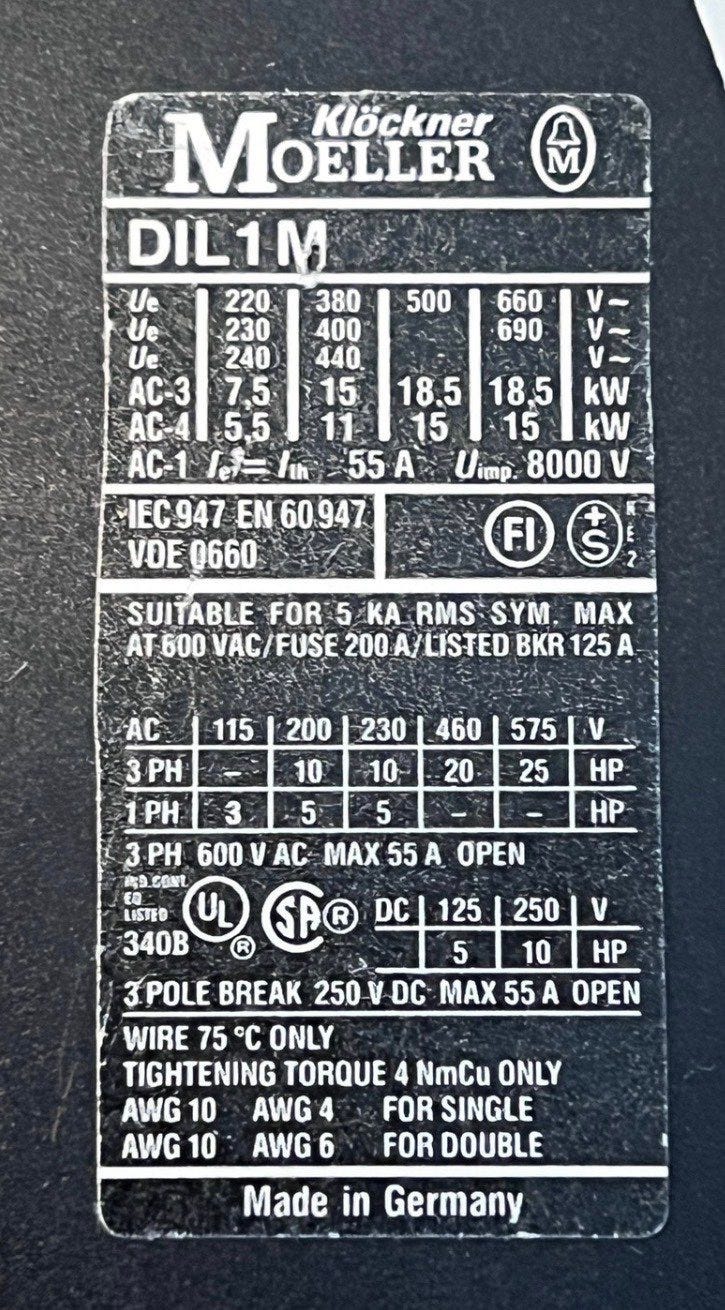 Klöckner
MOELLER M
DIL1M
Ue 220 380 500 660 V~
Ue 230 400 690 V~
Ue 240 440 V~
AC-3 7,5 15 18,5 18,5 kW
AC-4 5,5 11 15 15 kW
AC-1 Ie = Ith 55 A Uimp. 8000 V
IEC 947 EN 60947
VDE 0660
FI +S
SUITABLE FOR 5 KA RMS SYM. MAX
AT 600 VAC/FUSE 200 A/LISTED BKR 125 A
AC 115 200 230 460 575 V
3 PH – 10 10 20 25 HP
1 PH 3 5 5 – – HP
3 PH 600 V AC MAX 55 A OPEN
IND.CONT.
EQ
LISTED
340B
UL ®
SA ®
DC 125 250 V
5 10 HP
3 POLE BREAK 250 V DC MAX 55 A OPEN
WIRE 75 °C ONLY
TIGHTENING TORQUE 4 NmCu ONLY
AWG 10 AWG 4 FOR SINGLE
AWG 10 AWG 6 FOR DOUBLE
Made in Germany